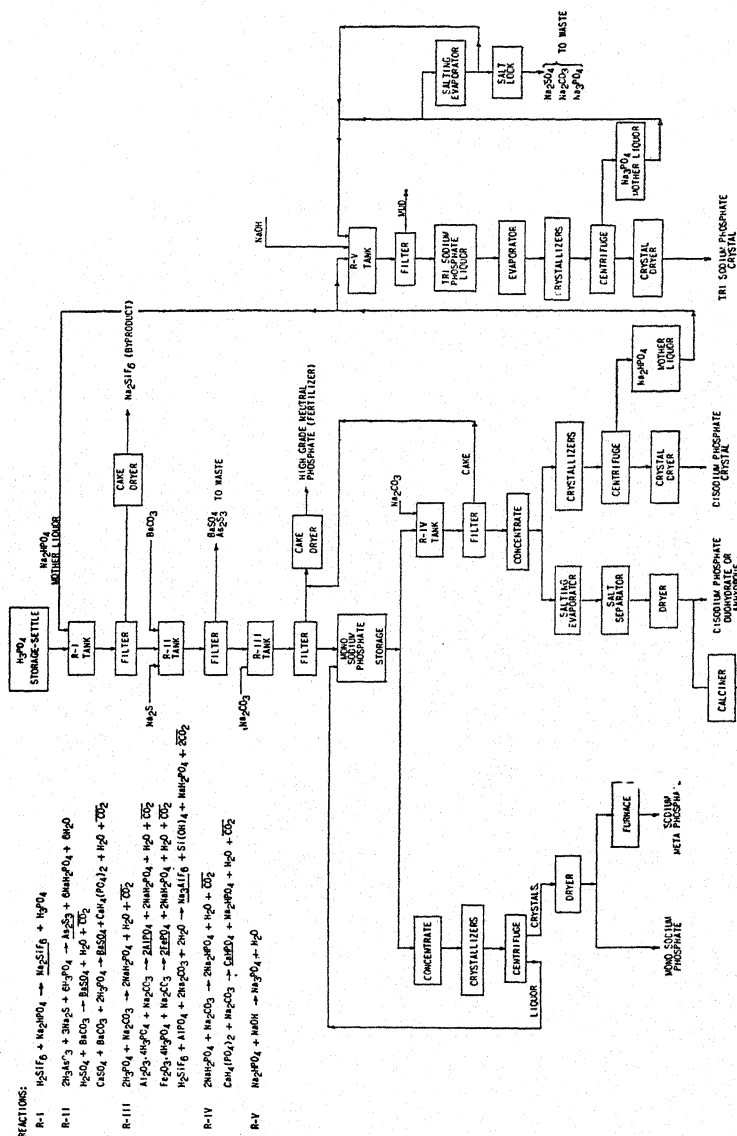 REACTIONS:
R-I H2SiF6 + Na2HPO4 → Na2SiF6 + H3PO4
R-II 2H3AsO3 + 3Na2S + 6H3PO4 → As2S3 + 6NaH2PO4 + 6H2O
H2SO4 + BaCO3 → BaSO4 + H2O + CO2
CaSO4 + BaCO3 + 2H3PO4 → BaSO4 + CaH4(PO4)2 + H2O + CO2
R-III 2H3PO4 + Na2CO3 → 2NaH2PO4 + H2O + CO2
Al2O3·4H3PO4 + Na2CO3 → 2AlPO4 + 2NaH2PO4 + H2O + CO2
Fe2O3·4H3PO4 + Na2CO3 → 2FePO4 + 2NaH2PO4 + H2O + CO2
H2SiF6 + AlPO4 + 2Na2CO3 + 2H2O → Na3AlF6 + Si(OH)4 + NaH2PO4 + 2CO2
R-IV 2NaH2PO4 + Na2CO3 → 2Na2HPO4 + H2O + CO2
CaH4(PO4)2 + Na2CO3 → CaHPO4 + Na2HPO4 + H2O + CO2
R-V Na2HPO4 + NaOH → Na3PO4 + H2O
H3PO4
STORAGE-SETTLE
Na2HPO4
MOTHER LIQUOR
R-I
TANK
FILTER
CAKE
DRYER
Na2SiF6 (BYPRODUCT)
Na2S
BaCO3
R-II
TANK
FILTER
BaSO4
As2S3
TO WASTE
Na2CO3
R-III
TANK
FILTER
CAKE
DRYER
HIGH GRADE NEUTRAL
PHOSPHATE (FERTILIZER)
MONO
SODIUM
PHOSPHATE
STORAGE
Na2CO3
R-IV
TANK
FILTER
CAKE
CONCENTRATE
SALTING
EVAPORATOR
SALT
SEPARATOR
DRYER
CALCINER
DISODIUM PHOSPHATE
DUOHYDRATE OR
ANHYDROUS
CRYSTALLIZERS
CENTRIFUGE
CRYSTAL
DRYER
DISODIUM PHOSPHATE
CRYSTAL
Na2HPO4
MOTHER
LIQUOR
CONCENTRATE
CRYSTALLIZERS
CENTRIFUGE
LIQUOR
CRYSTALS
DRYER
FURNACE
MONO SODIUM
PHOSPHATE
SODIUM
META PHOSPHA
NaOH
R-V
TANK
FILTER
MUD
TRI SODIUM
PHOSPHATE
LIQUOR
EVAPORATOR
CRYSTALLIZERS
CENTRIFUGE
CRYSTAL
DRYER
TRI SODIUM PHOSPHATE
CRYSTAL
Na3PO4
MOTHER LIQUOR
SALTING
EVAPORATOR
SALT
LOCK
Na2SO4
Na2CO3
Na3PO4
TO WASTE